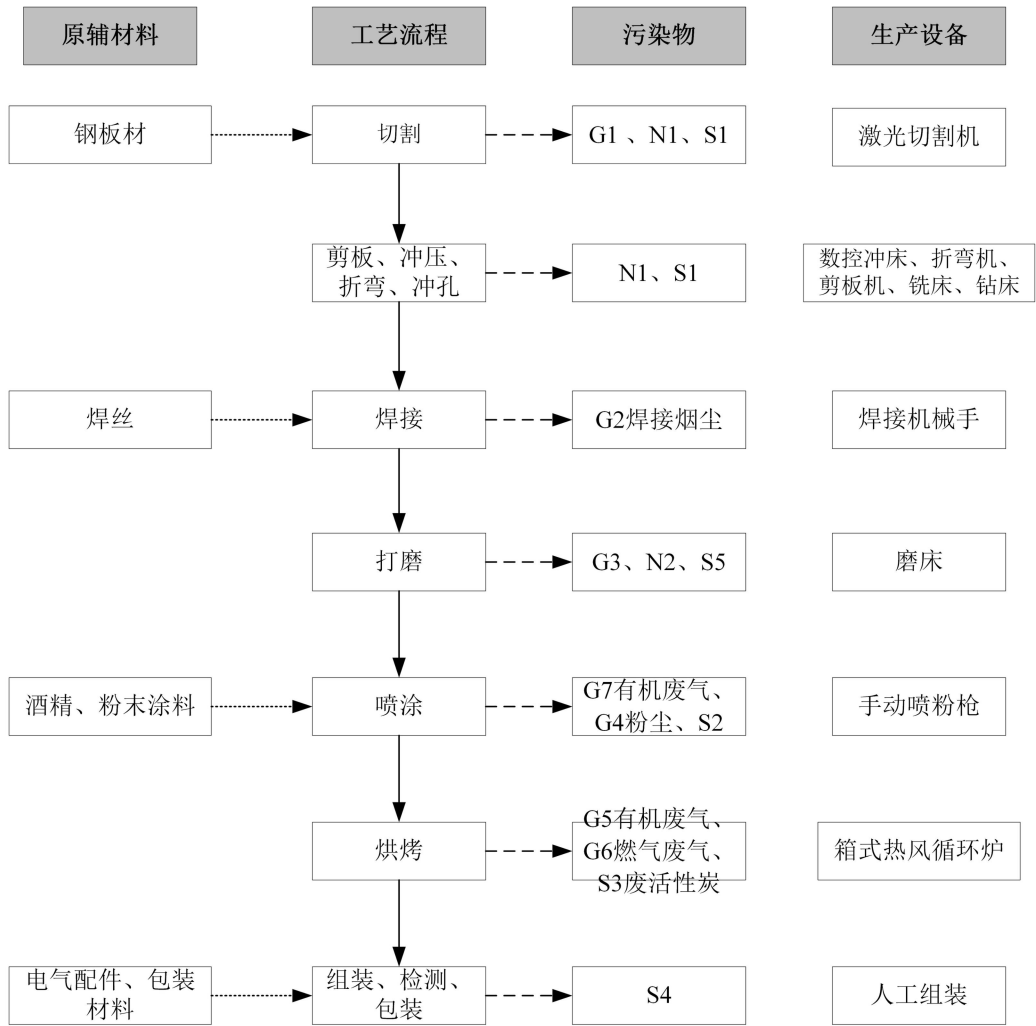 原辅材料
工艺流程
污染物
生产设备
钢板材
切割
G1 、N1、S1
激光切割机
剪板、冲压、
折弯、冲孔
N1、S1
数控冲床、折弯机、
剪板机、铣床、钻床
焊丝
焊接
G2焊接烟尘
焊接机械手
打磨
G3、N2、S5
磨床
酒精、粉末涂料
喷涂
G7有机废气、
G4粉尘、S2
手动喷粉枪
烘烤
G5有机废气、
G6燃气废气、
S3废活性炭
箱式热风循环炉
电气配件、包装
材料
组装、检测、
包装
S4
人工组装